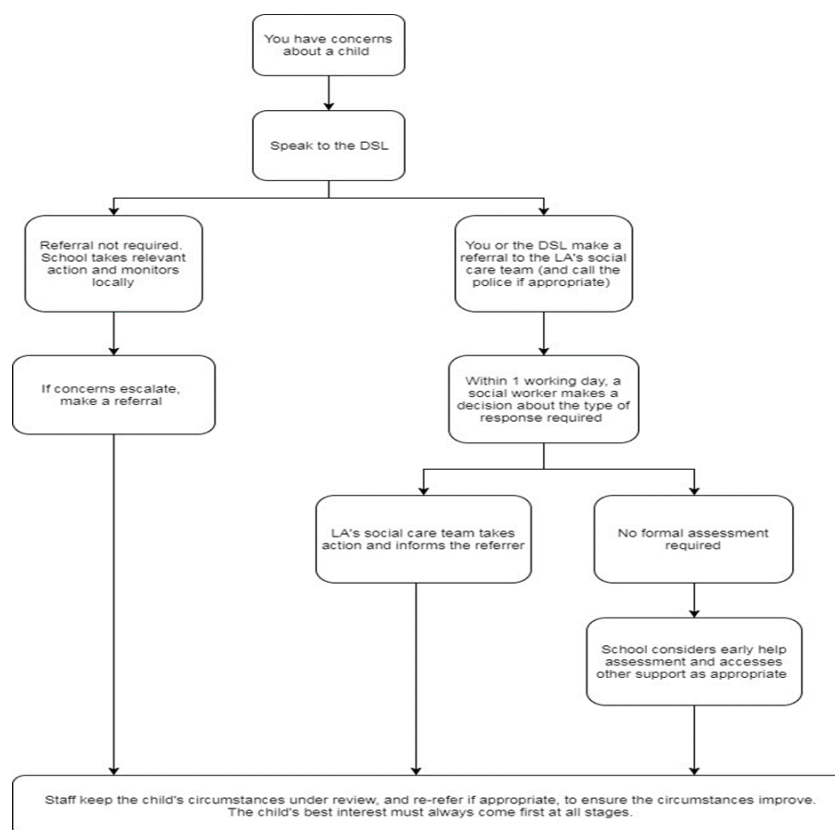 You have concerns
about a child
Speak to the DSL
Referral not required.
School takes relevant
action and monitors
locally
You or the DSL make a
referral to the LA's social
care team (and call the
police if appropriate)
If concerns escalate,
make a referral
Within 1 working day, a
social worker makes a
decision about the type of
response required
LA's social care team takes
action and informs the referrer
No formal assessment
required
School considers early help
assessment and accesses
other support as appropriate
Staff keep the child's circumstances under review, and re-refer if appropriate, to ensure the circumstances improve.
The child's best interest must always come first at all stages.